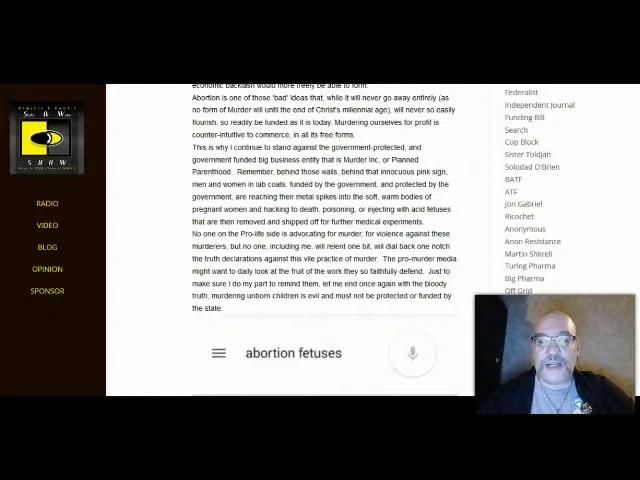 economic backlash would more freely be able to form.
Abortion is one of those 'bad' ideas that, while it will never go away entirely (as
no form of Murder will until the end of Christ's millennial age), will never so easily
flourish, so readily be funded as it is today. Murdering ourselves for profit is
counter-intuitive to commerce, in all its free forms.
This is why I continue to stand against the government-protected, and
government funded big business entity that is Murder Inc, or Planned
Parenthood. Remember, behind those walls, behind that innocuous pink sign,
men and women in lab coats, funded by the government, and protected by the
government, are reaching their metal spikes into the soft, warm bodies of
pregnant women and hacking to death, poisoning, or injecting with acid fetuses
that are then removed and shipped off for further medical experiments.
No one on the Pro-life side is advocating for murder, for violence against these
murderers, but no one, including me, will relent one bit, will dial back one notch
the truth declarations against this vile practice of murder. The pro-murder media
might want to daily look at the fruit of the work they so faithfully defend. Just to
make sure I do my part to remind them, let me end once again with the bloody
truth, murdering unborn children is evil and must not be protected or funded by
the state:
abortion fetuses
SHOW
RADIO
VIDEO
BLOG
OPINION
SPONSOR
Federalist
Independent Journal
Funding Bill
Search
Cop Block
Sister Toldjah
Solodad O'Brien
BATF
ATF
Jon Gabriel
Ricochet
Anonymous
Anon Resistance
Martin Shkreli
Turing Pharma
Big Pharma
Off Grid